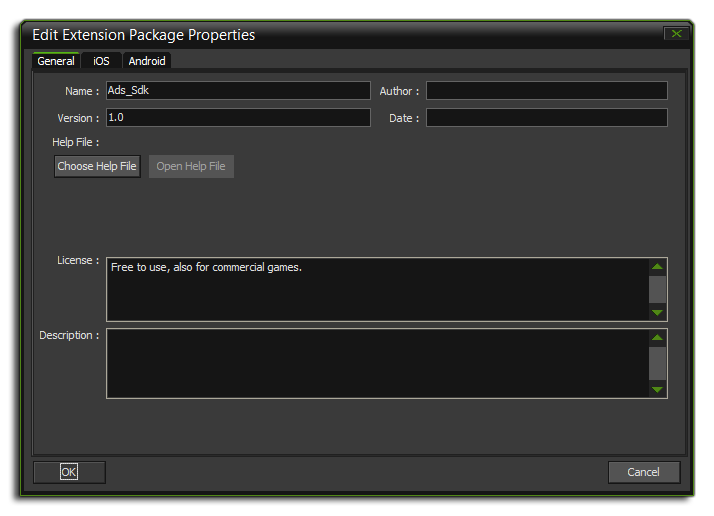 Edit Extension Package Properties
General iOS Android
Name : Ads_Sdk Author :
Version : 1.0 Date :
Help File :
Choose Help File Open Help File
License : Free to use, also for commercial games.
Description :
OK Cancel